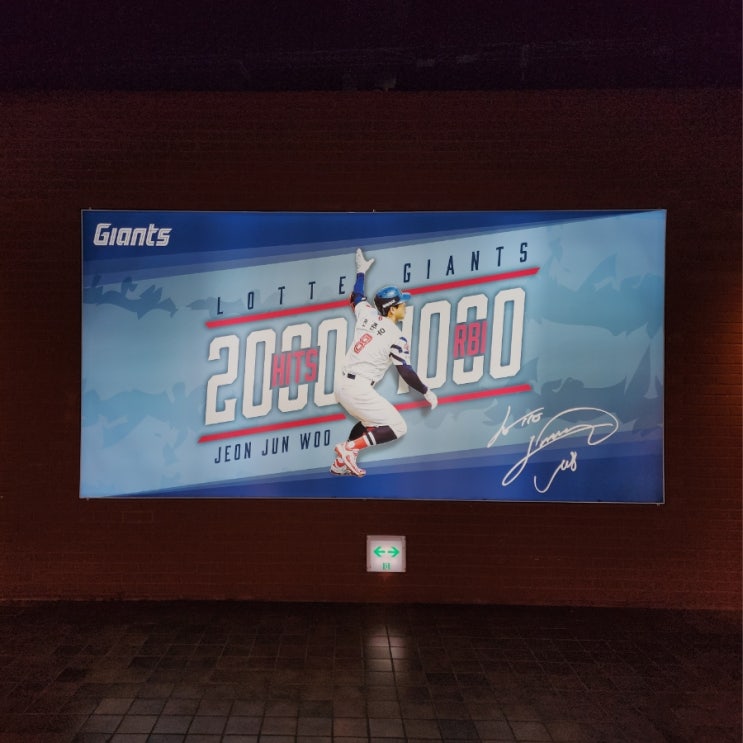 Giants
LOTTE GIANTS
2000 HITS 1000 RBI
JEON JUN WOO